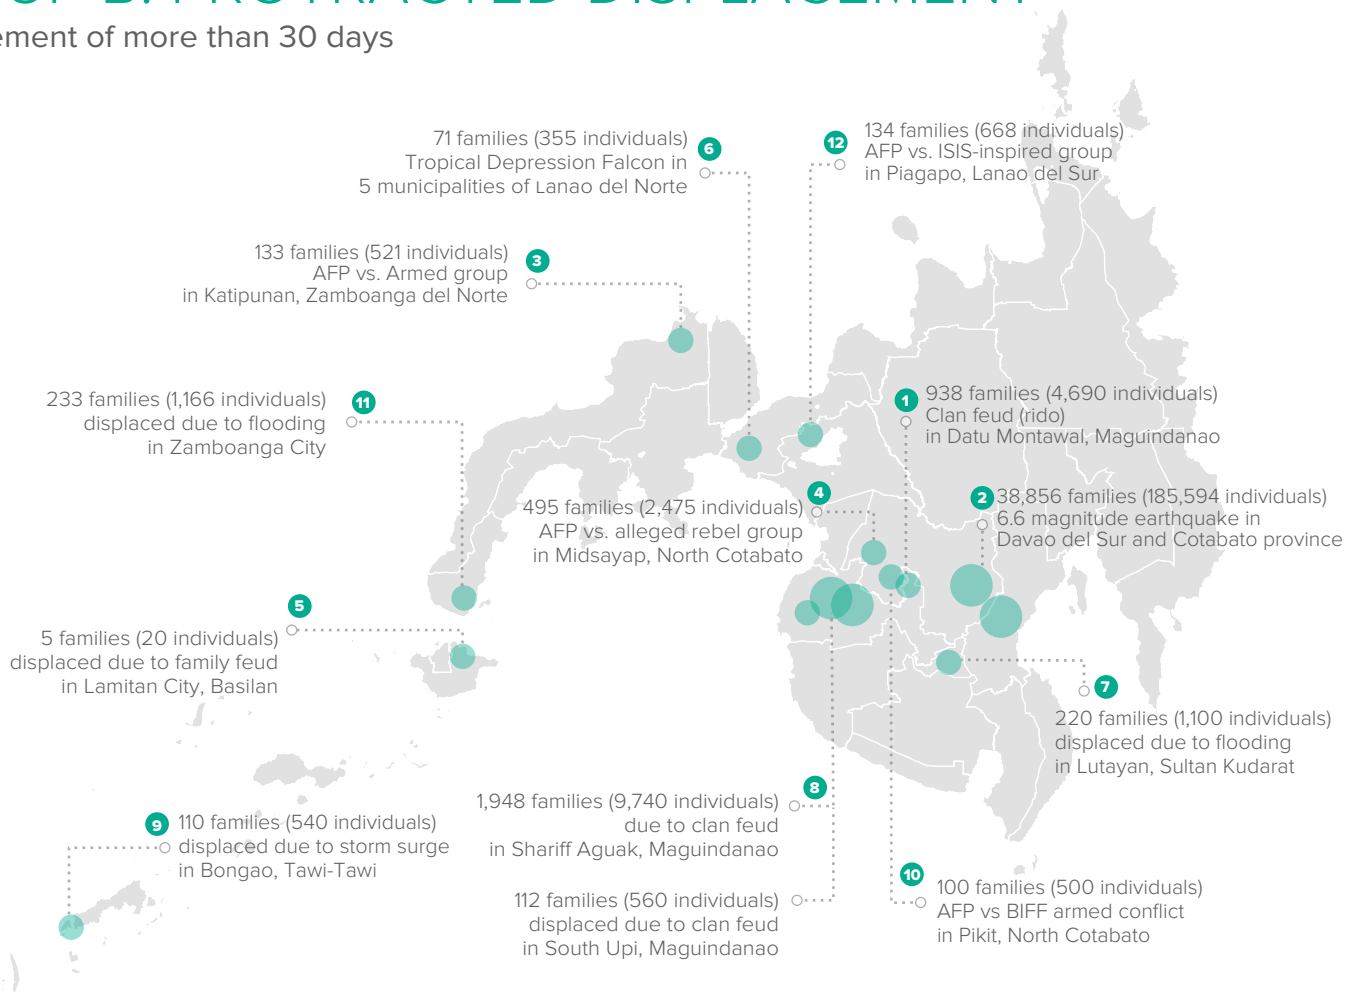 B: PROTRACTED DISPLACEMENT
ement of more than 30 days
71 families (355 individuals)
Tropical Depression Falcon in
5 municipalities of Lanao del Norte
6
12
134 families (668 individuals)
AFP vs. ISIS-inspired group
in Piagapo, Lanao del Sur
133 families (521 individuals)
AFP vs. Armed group
in Katipunan, Zamboanga del Norte
3
233 families (1,166 individuals)
displaced due to flooding
in Zamboanga City
11
1
938 families (4,690 individuals)
Clan feud (rido)
in Datu Montawal, Maguindanao
495 families (2,475 individuals)
AFP vs. alleged rebel group
in Midsayap, North Cotabato
4
2
38,856 families (185,594 individuals)
6.6 magnitude earthquake in
Davao del Sur and Cotabato province
5
5 families (20 individuals)
displaced due to family feud
in Lamitan City, Basilan
7
220 families (1,100 individuals)
displaced due to flooding
in Lutayan, Sultan Kudarat
8
1,948 families (9,740 individuals)
due to clan feud
in Shariff Aguak, Maguindanao
9
110 families (540 individuals)
displaced due to storm surge
in Bongao, Tawi-Tawi
112 families (560 individuals)
displaced due to clan feud
in South Upi, Maguindanao
10
100 families (500 individuals)
AFP vs BIFF armed conflict
in Pikit, North Cotabato